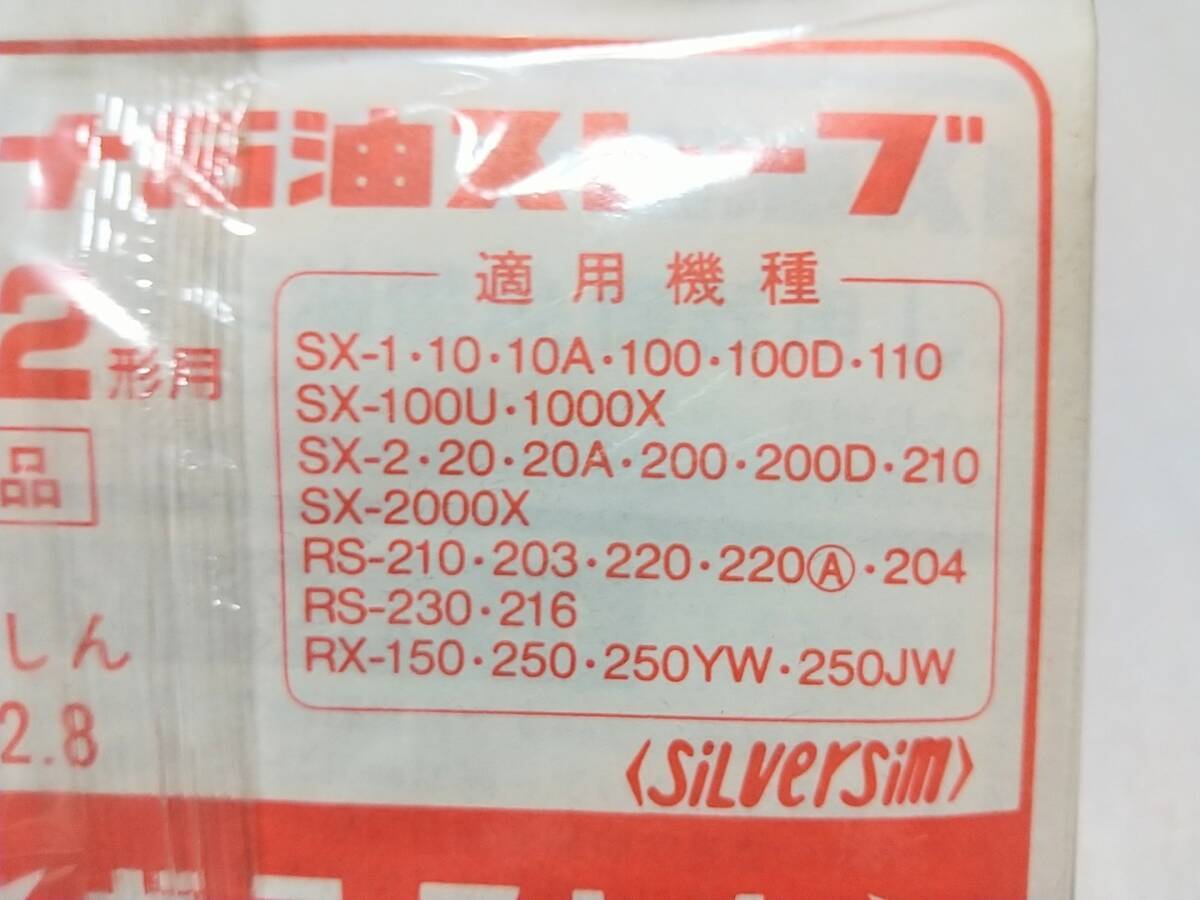 ナ石油ストーブ
2形用
適用機種
SX-1・10・10A・100・100D・110
SX-100U・1000X
SX-2・20・20A・200・200D・210
SX-2000X
RS-210・203・220・220Ⓐ・204
RS-230・216
RX-150・250・250YW・250JW
品
しん
2.8
〈SiLVerSim〉